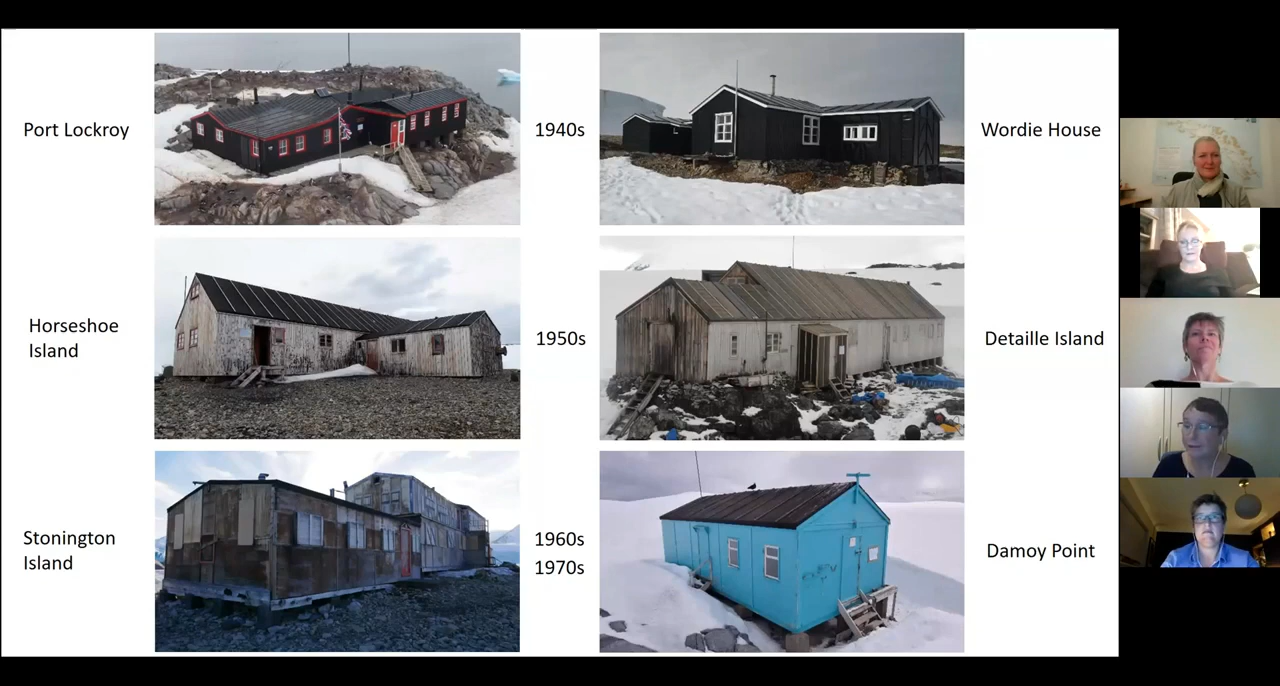 Port Lockroy
1940s
Wordie House
Horseshoe
Island
1950s
Detaille Island
Stonington
Island
1960s
1970s
Damoy Point